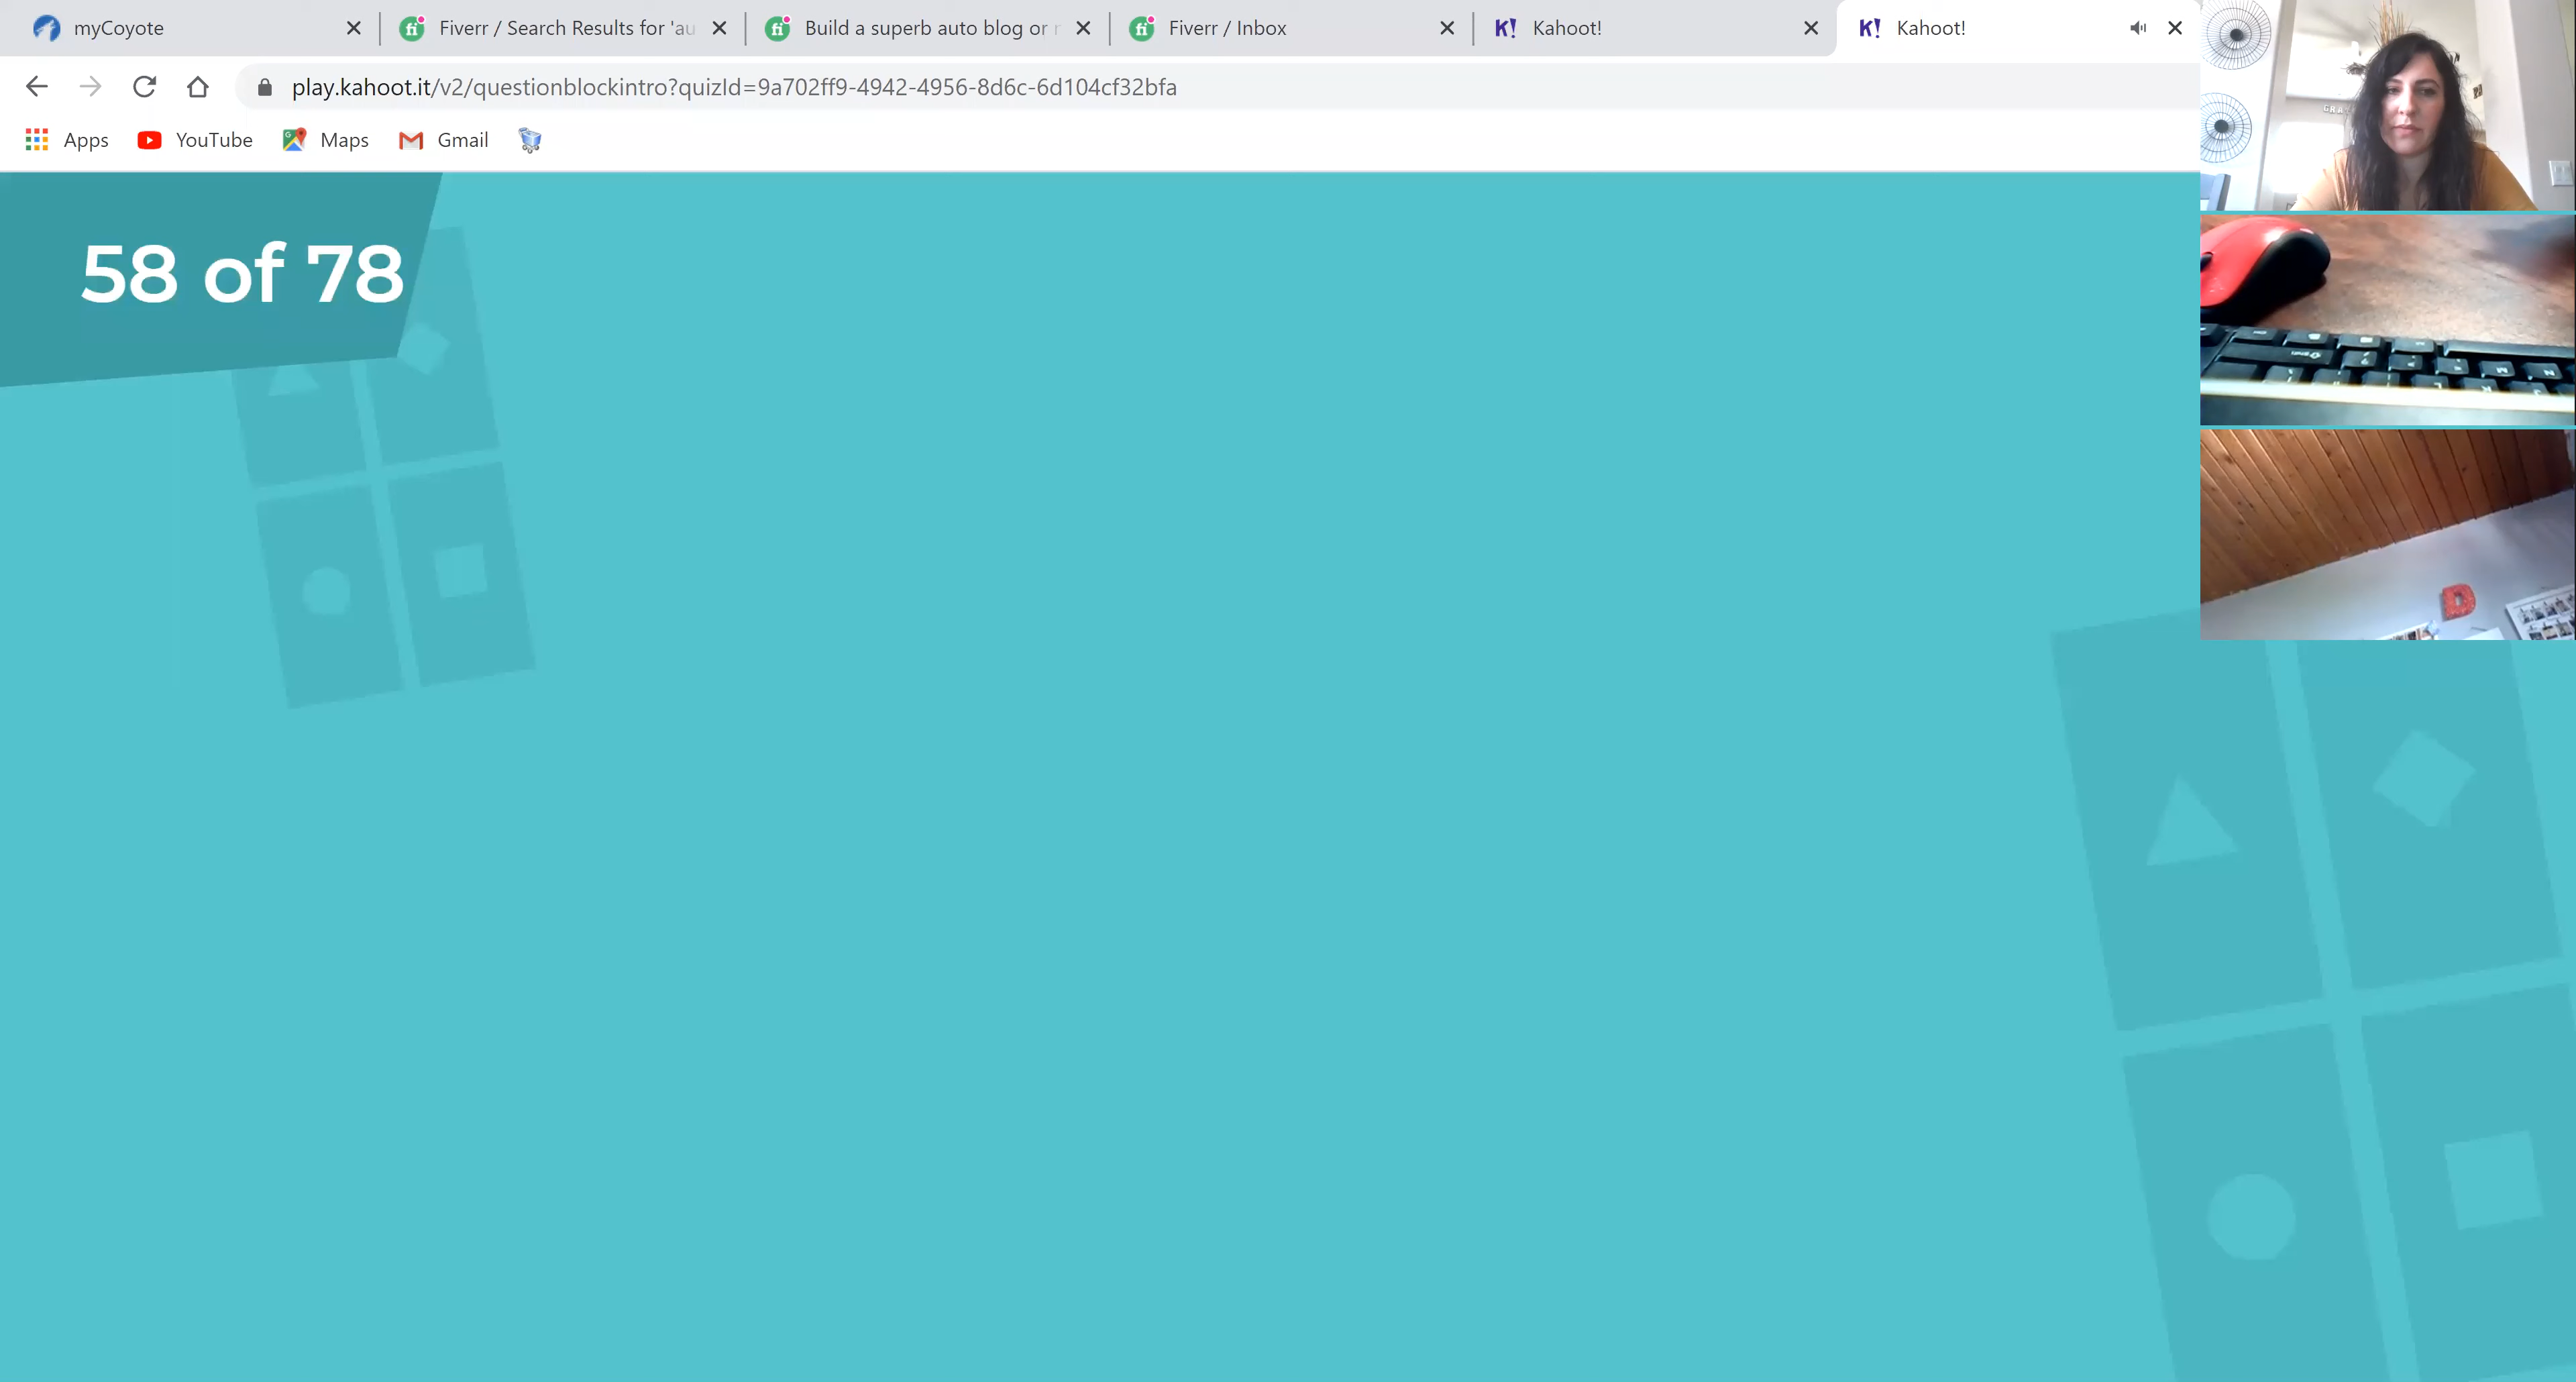 myCoyote
Fiverr / Search Results for 'au
Build a superb auto blog or
Fiverr / Inbox
K! Kahoot!
K! Kahoot!
play.kahoot.it/v2/questionblockintro?quizId=9a702ff9-4942-4956-8d6c-6d104cf32bfa
Apps
YouTube
Maps
Gmail
58 of 78
D